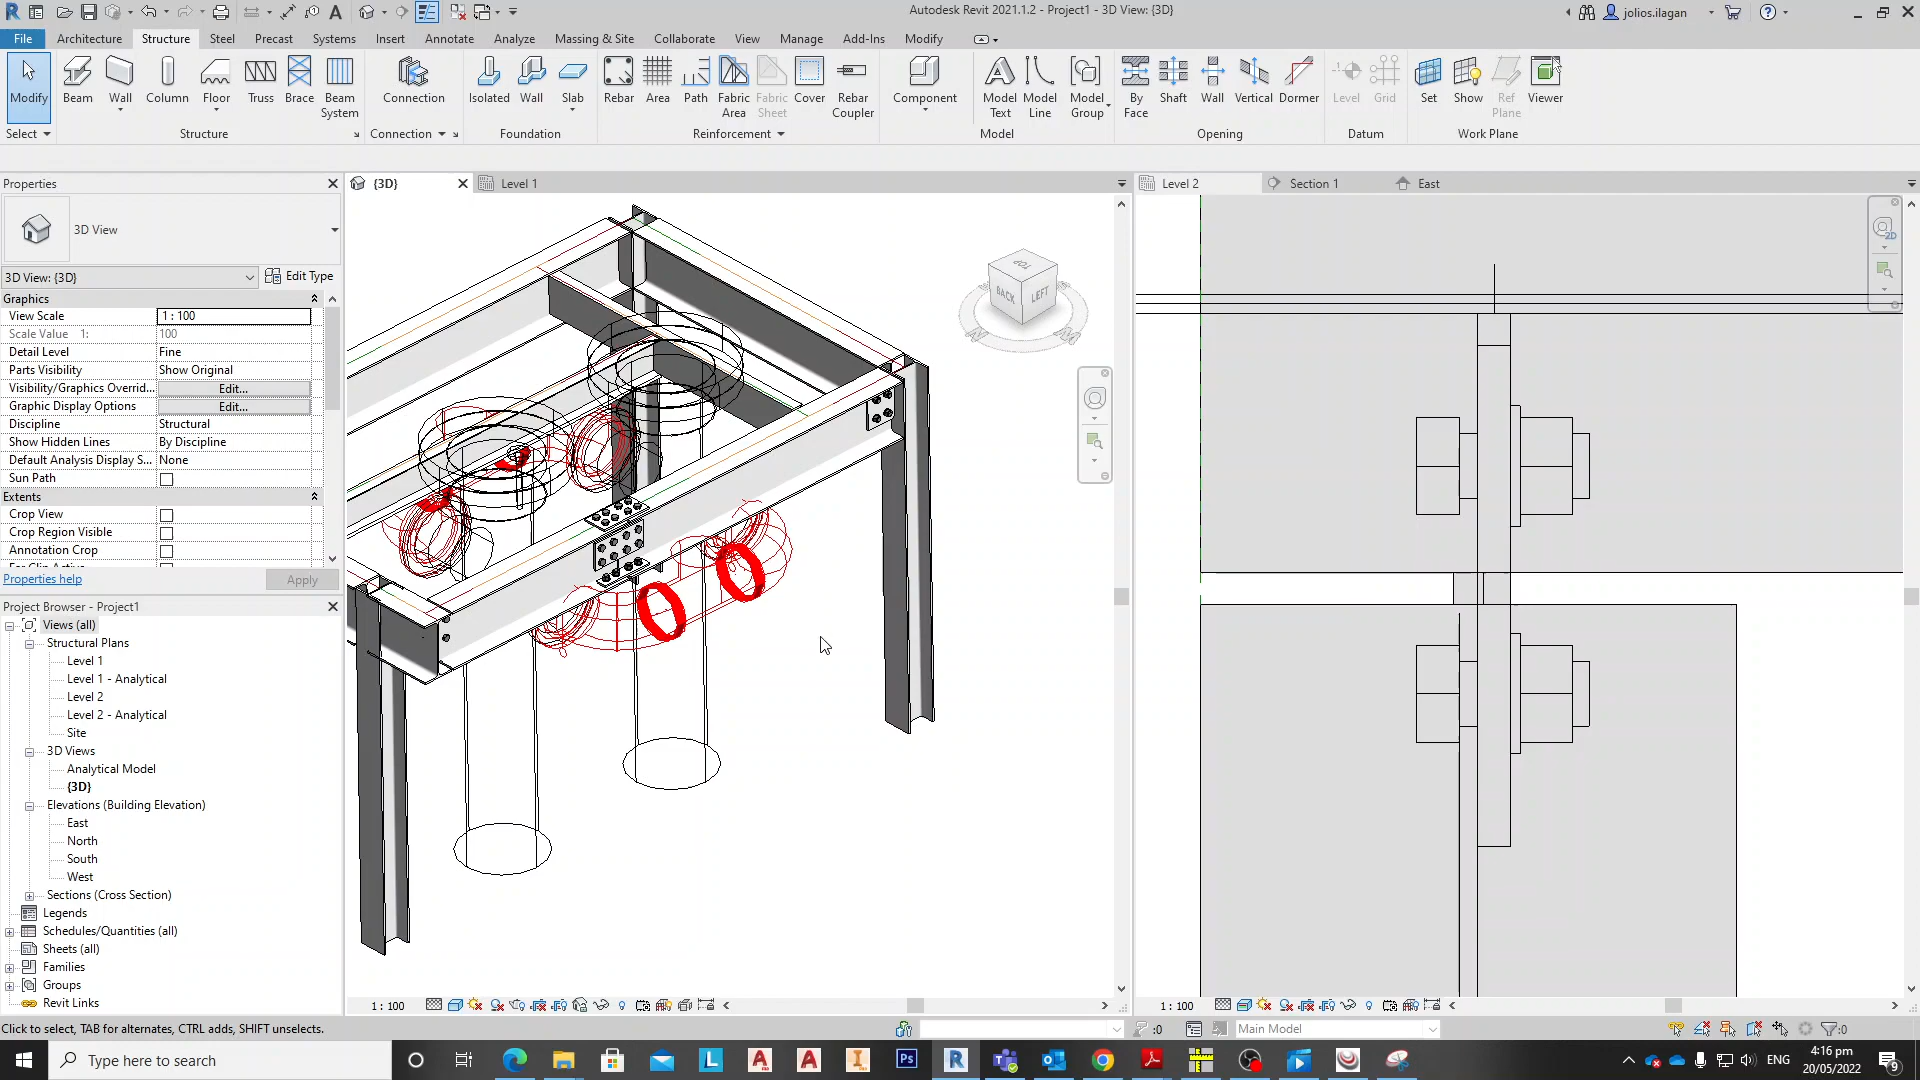 Autodesk Revit 2021.1.2 - Project1 - 3D View: {3D}
jolios.ilagan
File Architecture Structure Steel Precast Systems Insert Annotate Analyze Massing & Site Collaborate View Manage Add-Ins Modify
Modify Beam Wall Column Floor Truss Brace Beam System Connection Isolated Wall Slab Rebar Area Path Fabric Area Fabric Sheet Cover Rebar Coupler Component Model Text Model Line Model Group By Face Shaft Wall Vertical Dormer Level Grid Set Show Ref Plane Viewer
Select Structure Connection Foundation Reinforcement Model Opening Datum Work Plane
Properties
{3D} Level 1
Level 2 Section 1 East
3D View
3D View: {3D} Edit Type
Graphics
View Scale 1 : 100
Scale Value 1: 100
Detail Level Fine
Parts Visibility Show Original
Visibility/Graphics Overrid... Edit...
Graphic Display Options Edit...
Discipline Structural
Show Hidden Lines By Discipline
Default Analysis Display S... None
Sun Path
Extents
Crop View
Crop Region Visible
Annotation Crop
Far Clip Active
Properties help Apply
Project Browser - Project1
Views (all)
Structural Plans
Level 1
Level 1 - Analytical
Level 2
Level 2 - Analytical
Site
3D Views
Analytical Model
{3D}
Elevations (Building Elevation)
East
North
South
West
Sections (Cross Section)
Legends
Schedules/Quantities (all)
Sheets (all)
Families
Groups
Revit Links
TOP
BACK LEFT
2D
1 : 100
1 : 100
Click to select, TAB for alternates, CTRL adds, SHIFT unselects.
:0 Main Model :0
Type here to search
ENG
4:16 pm
20/05/2022
9